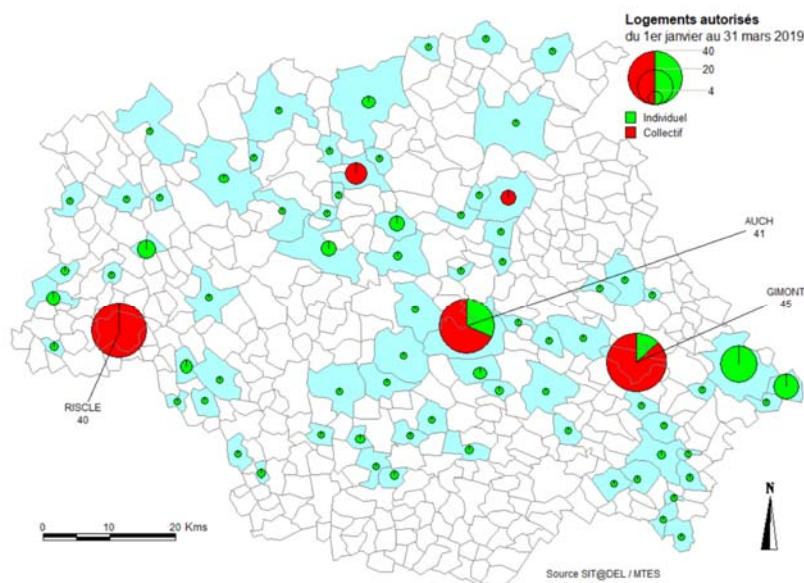 Logements autorisés
du 1er janvier au 31 mars 2019
40
20
4
Individuel
Collectif
AUCH
41
GIMONT
45
RISCLE
40
0 10 20 Kms
N
Source SIT@DEL / MTES